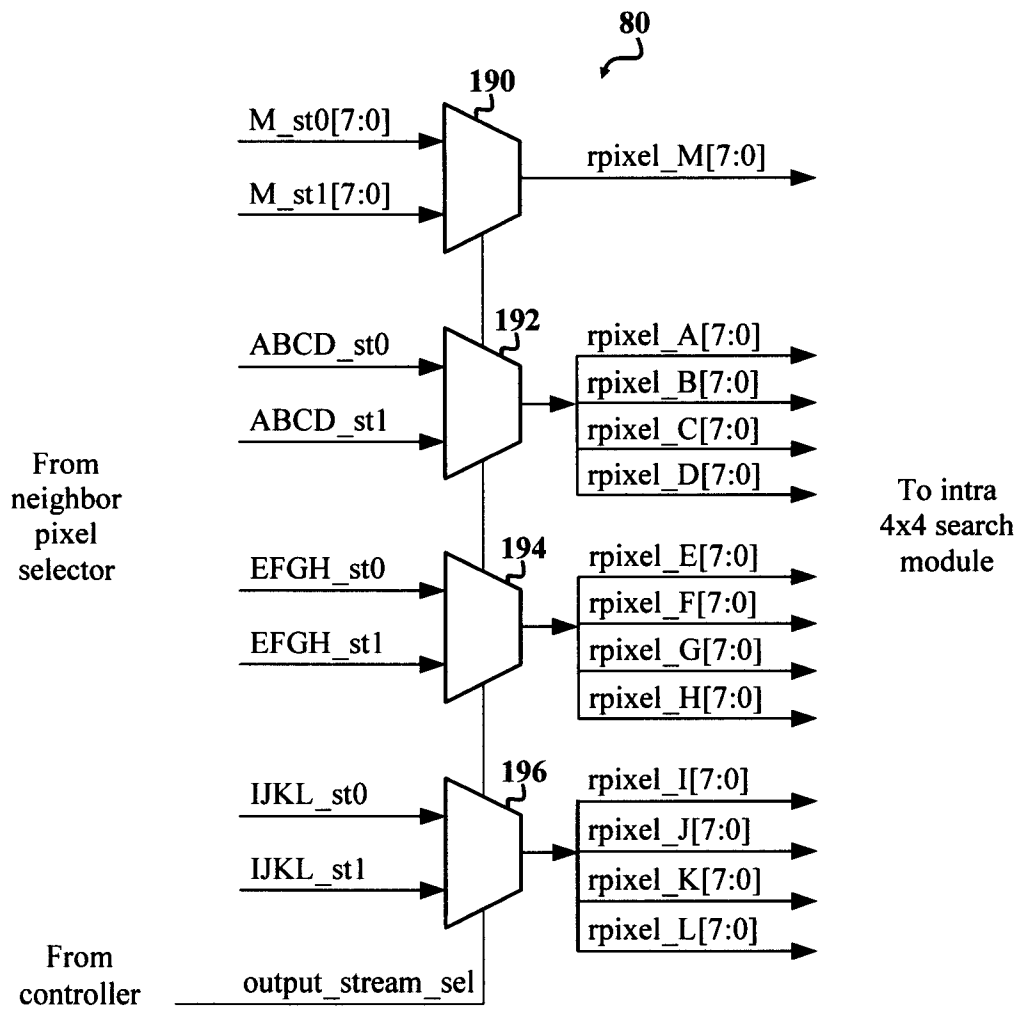 80
190
M_st0[7:0]
rpixel_M[7:0]
M_st1[7:0]
192
ABCD_st0
rpixel_A[7:0]
rpixel_B[7:0]
ABCD_st1
rpixel_C[7:0]
rpixel_D[7:0]
From
neighbor
pixel
selector
To intra
4x4 search
module
194
EFGH_st0
rpixel_E[7:0]
rpixel_F[7:0]
EFGH_st1
rpixel_G[7:0]
rpixel_H[7:0]
196
IJKL_st0
rpixel_I[7:0]
rpixel_J[7:0]
IJKL_st1
rpixel_K[7:0]
rpixel_L[7:0]
From
controller
output_stream_sel